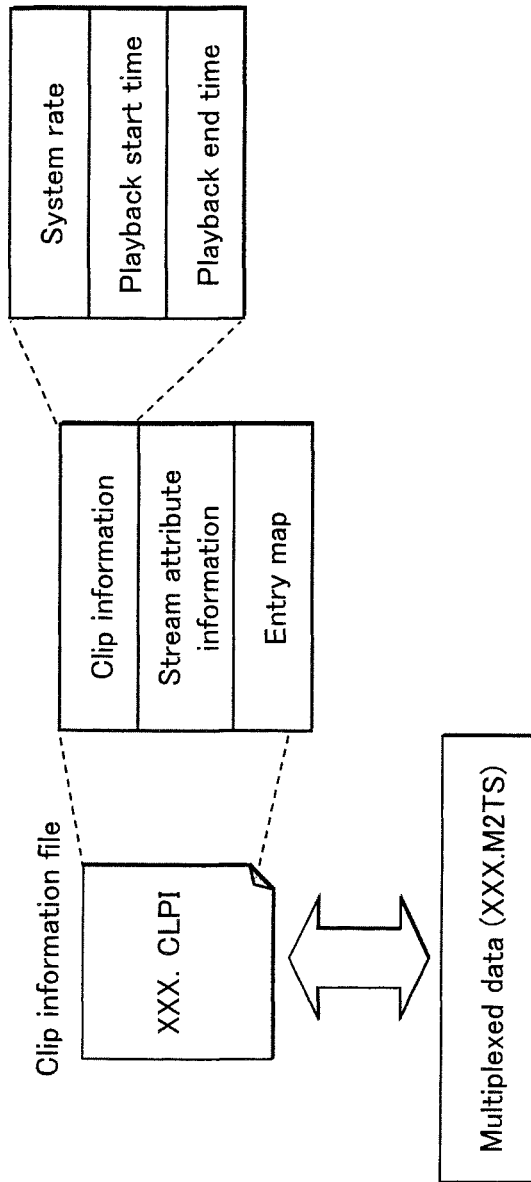 Clip information file
XXX. CLPI
Multiplexed data (XXX.M2TS)
Clip information
Stream attribute
information
Entry map
System rate
Playback start time
Playback end time